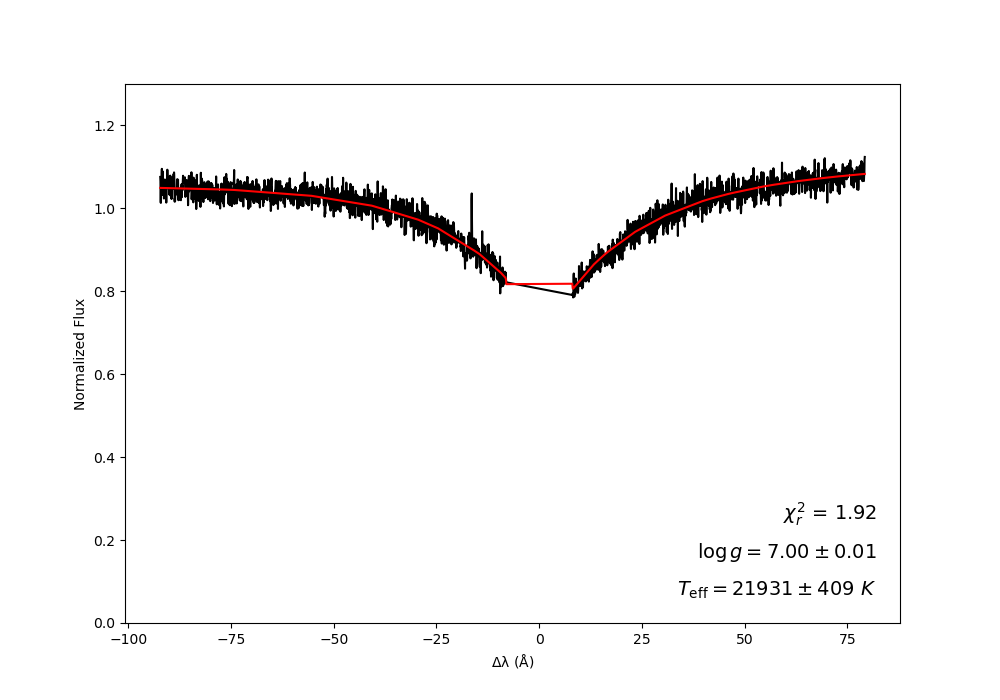 1.2
1.0
0.8
0.6
0.4
0.2
0.0
Normalized Flux
χ²ᵣ = 1.92
log g = 7.00 ± 0.01
T_eff = 21931 ± 409 K
−100 −75 −50 −25 0 25 50 75
Δλ (Å)